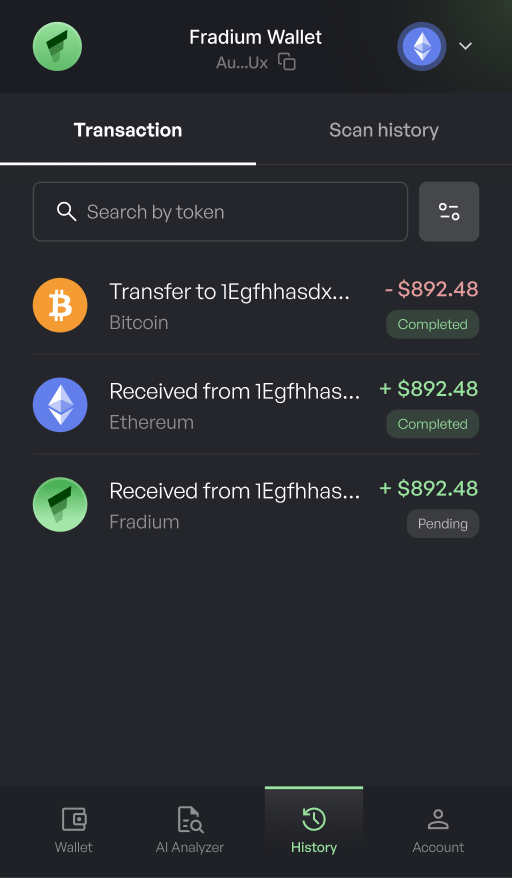 Fradium Wallet
Au...Ux
Transaction
Scan history
Search by token
Transfer to 1Egfhhasdx...
- $892.48
Bitcoin
Completed
Received from 1Egfhhas...
+ $892.48
Ethereum
Completed
Received from 1Egfhhas...
+ $892.48
Fradium
Pending
Wallet
AI Analyzer
History
Account